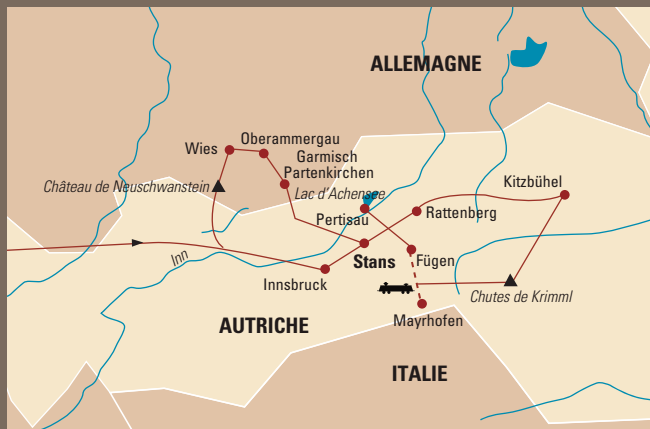 ALLEMAGNE
Oberammergau
Wies
Garmisch
Partenkirchen
Kitzbühel
Château de Neuschwanstein
Lac d'Achensee
Pertisau
Rattenberg
Stans
Fügen
Inn
Innsbruck
Chutes de Krimml
Mayrhofen
AUTRICHE
ITALIE